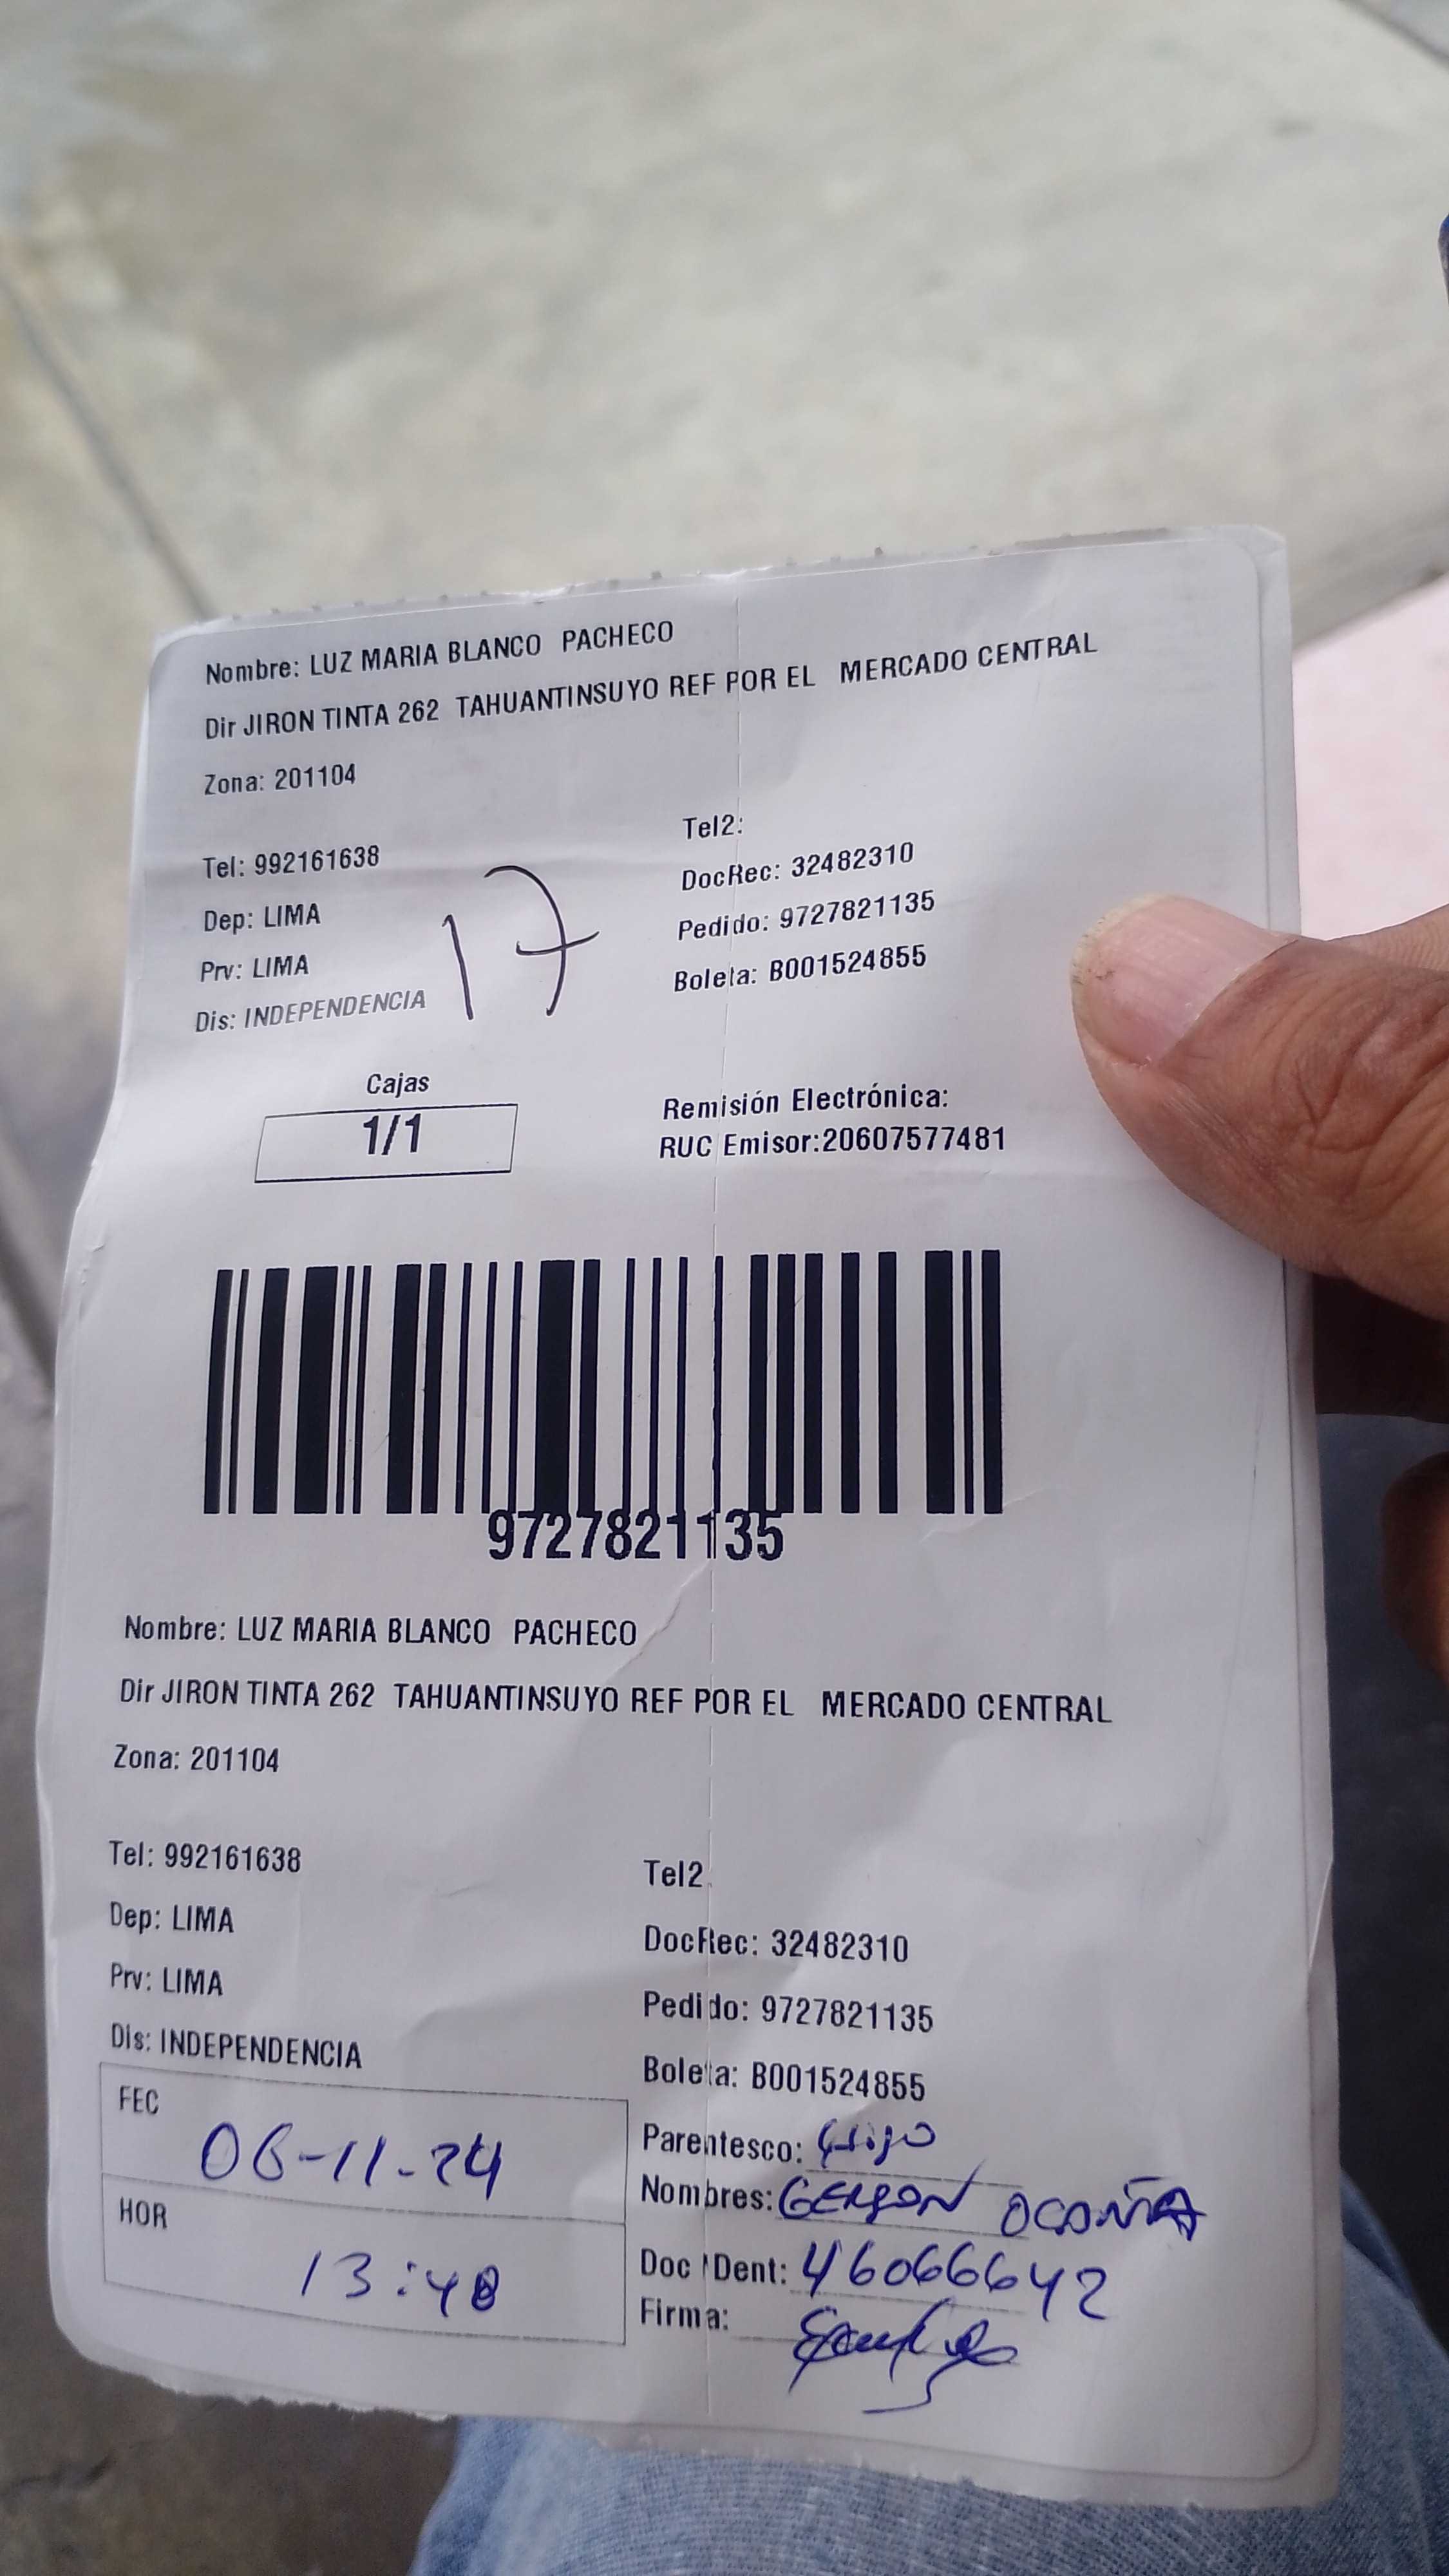 Nombre: LUZ MARIA BLANCO PACHECO
Dir JIRON TINTA 262 TAHUANTINSUYO REF POR EL MERCADO CENTRAL
Zona: 201104
Tel: 992161638
Tel2:
Dep: LIMA
DocRec: 32482310
Prv: LIMA
Pedido: 9727821135
Dis: INDEPENDENCIA
Boleta: B001524855
17
Cajas
1/1
Remisión Electrónica:
RUC Emisor:20607577481
9727821135
Nombre: LUZ MARIA BLANCO PACHECO
Dir JIRON TINTA 262 TAHUANTINSUYO REF POR EL MERCADO CENTRAL
Zona: 201104
Tel: 992161638
Tel2
Dep: LIMA
DocRec: 32482310
Prv: LIMA
Pedido: 9727821135
Dis: INDEPENDENCIA
Boleta: B001524855
FEC
06-11-24
HOR
13:48
Parentesco: Hijo
Nombres: GERSON OCAÑA
Doc IDent: 46066642
Firma: